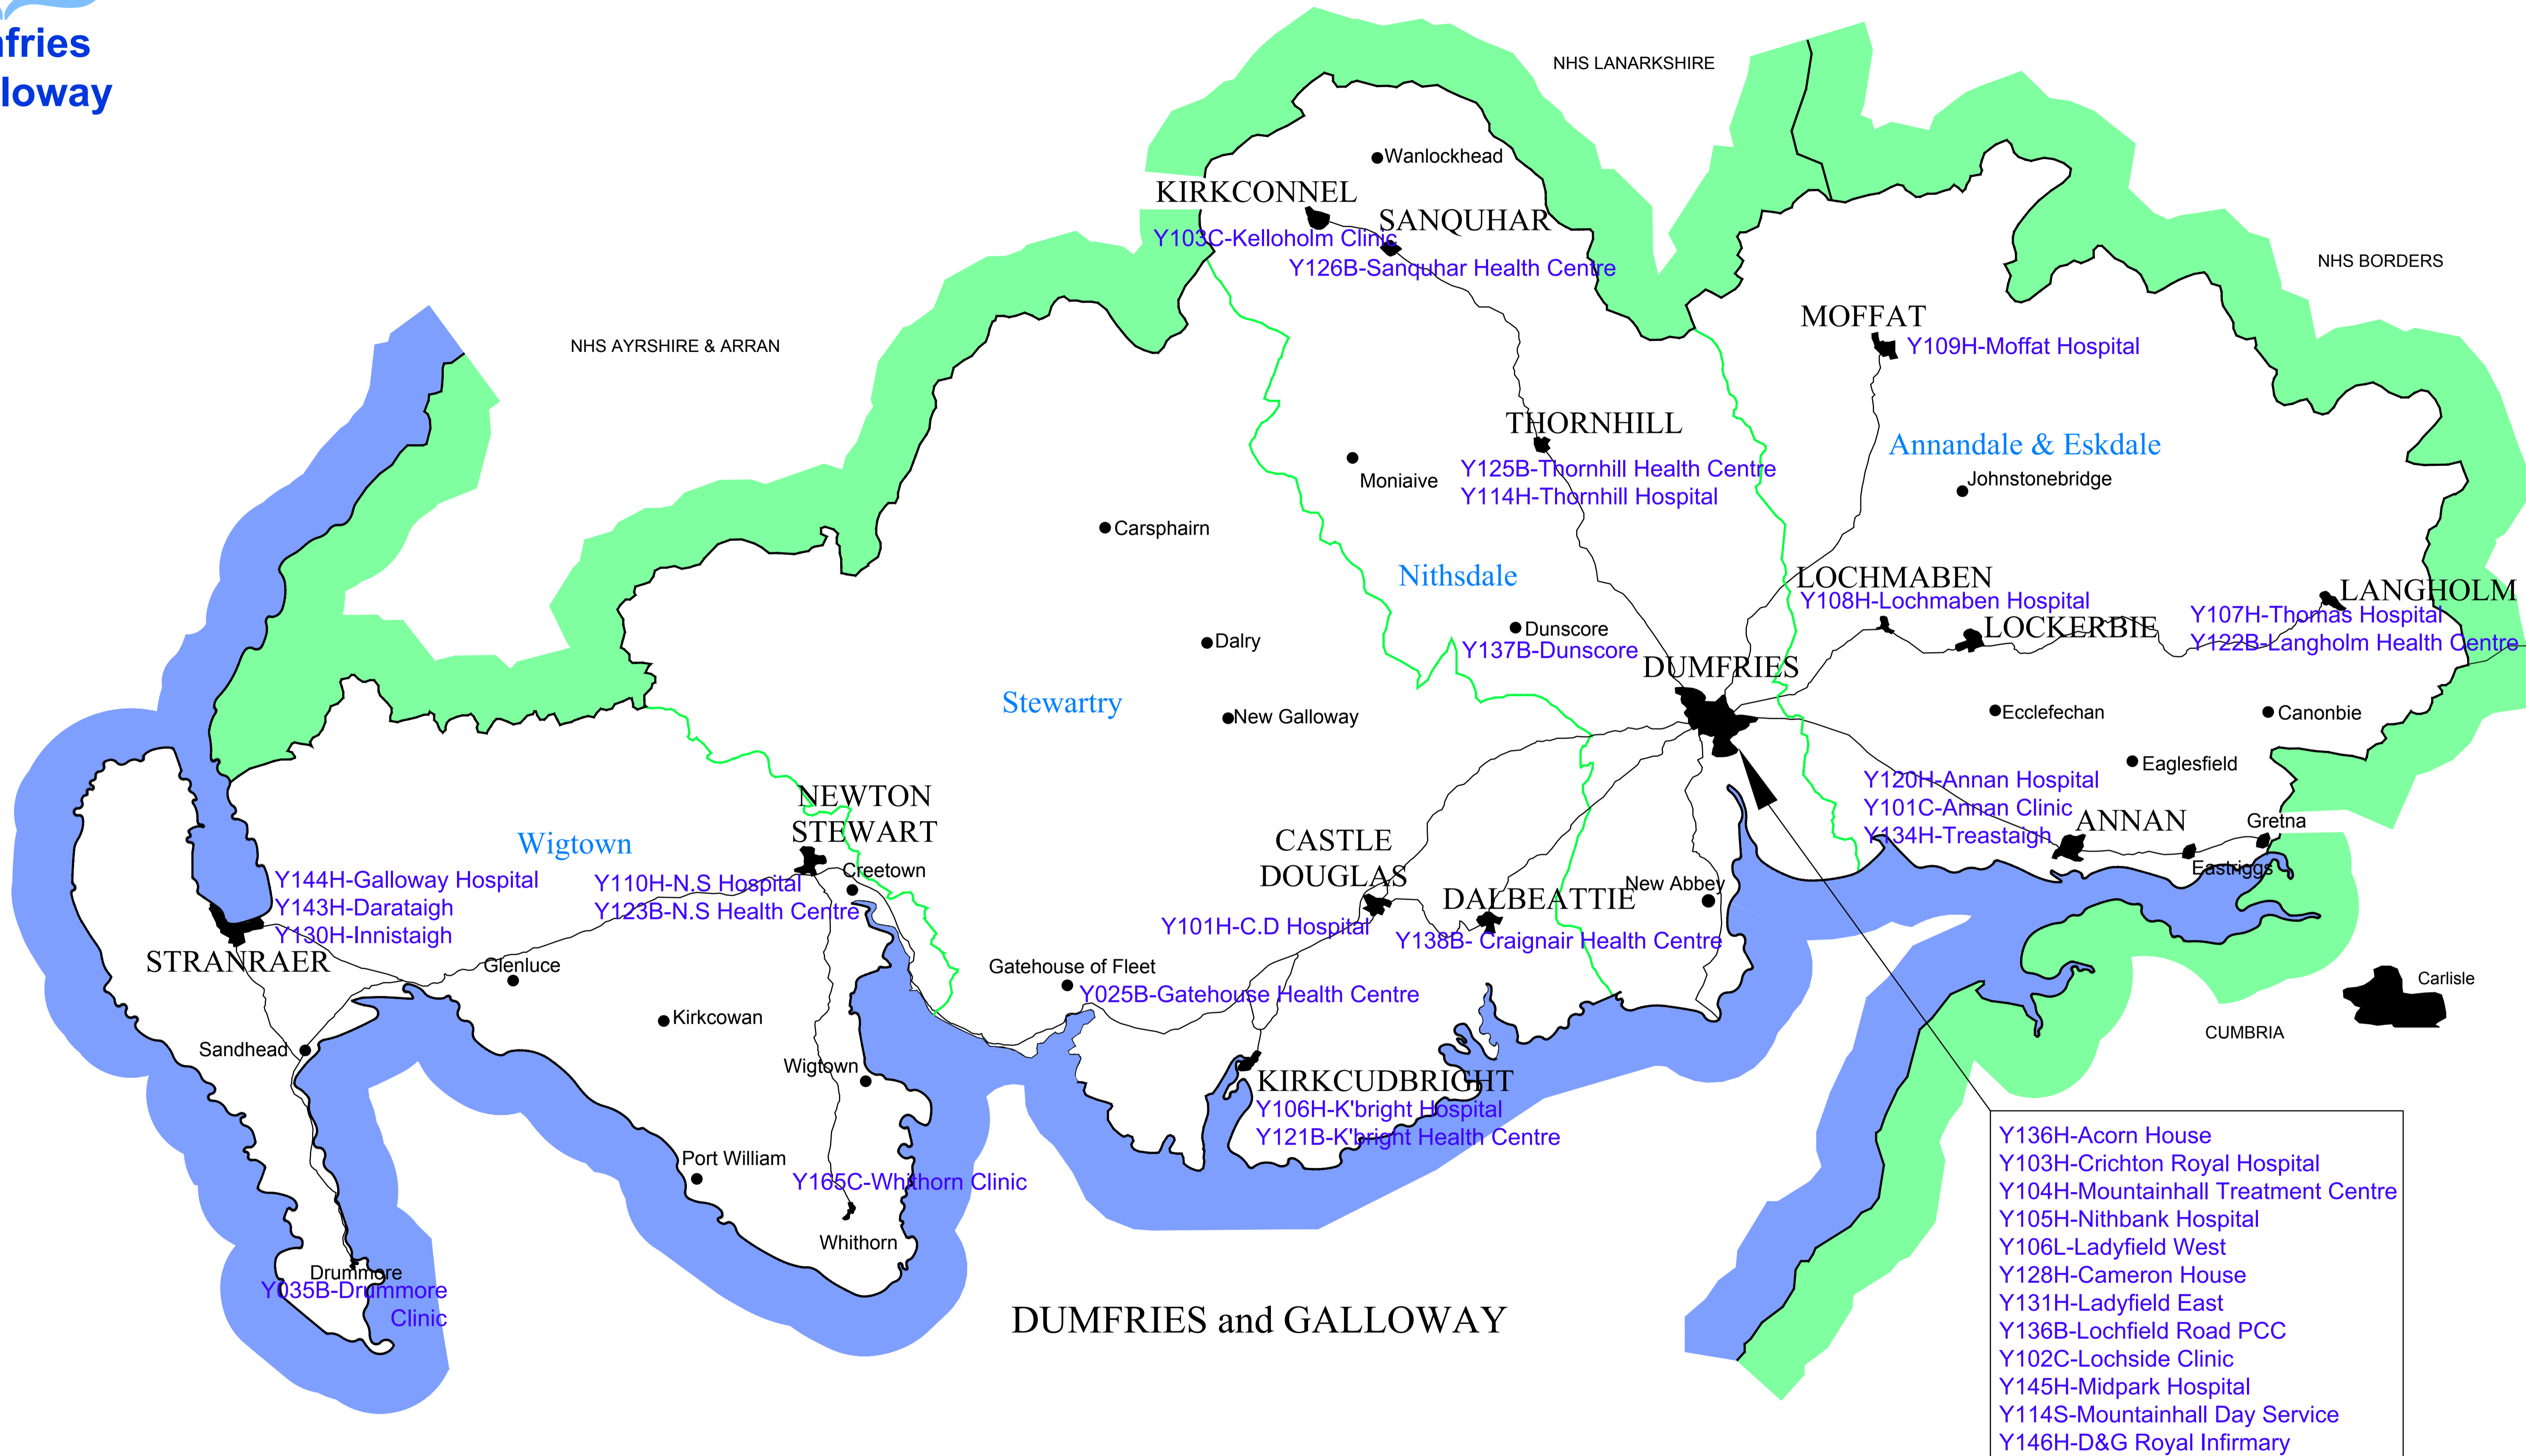 nfries
lloway
NHS LANARKSHIRE
NHS BORDERS
NHS AYRSHIRE & ARRAN
Wanlockhead
KIRKCONNEL
SANQUHAR
Y103C-Kelloholm Clinic
Y126B-Sanquhar Health Centre
MOFFAT
Y109H-Moffat Hospital
THORNHILL
Y125B-Thornhill Health Centre
Y114H-Thornhill Hospital
Moniaive
Annandale & Eskdale
Johnstonebridge
Carsphairn
Nithsdale
LOCHMABEN
Y108H-Lochmaben Hospital
LOCKERBIE
LANGHOLM
Y107H-Thomas Hospital
Y122B-Langholm Health Centre
Dunscore
Y137B-Dunscore
Dalry
DUMFRIES
Stewartry
New Galloway
Ecclefechan
Canonbie
Eaglesfield
Y120H-Annan Hospital
Y101C-Annan Clinic
Y134H-Treastaigh
ANNAN
Gretna
Eastriggs
NEWTON
STEWART
Wigtown
Creetown
CASTLE
DOUGLAS
Y144H-Galloway Hospital
Y143H-Darataigh
Y130H-Innistaigh
Y110H-N.S Hospital
Y123B-N.S Health Centre
DALBEATTIE
New Abbey
Y101H-C.D Hospital
Y138B- Craignair Health Centre
STRANRAER
Glenluce
Gatehouse of Fleet
Y025B-Gatehouse Health Centre
Carlisle
CUMBRIA
Kirkcowan
Sandhead
Wigtown
KIRKCUDBRIGHT
Y106H-K'bright Hospital
Y121B-K'bright Health Centre
Port William
Y165C-Whithorn Clinic
Whithorn
Drummore
Y035B-Drummore
Clinic
DUMFRIES and GALLOWAY
Y136H-Acorn House
Y103H-Crichton Royal Hospital
Y104H-Mountainhall Treatment Centre
Y105H-Nithbank Hospital
Y106L-Ladyfield West
Y128H-Cameron House
Y131H-Ladyfield East
Y136B-Lochfield Road PCC
Y102C-Lochside Clinic
Y145H-Midpark Hospital
Y114S-Mountainhall Day Service
Y146H-D&G Royal Infirmary